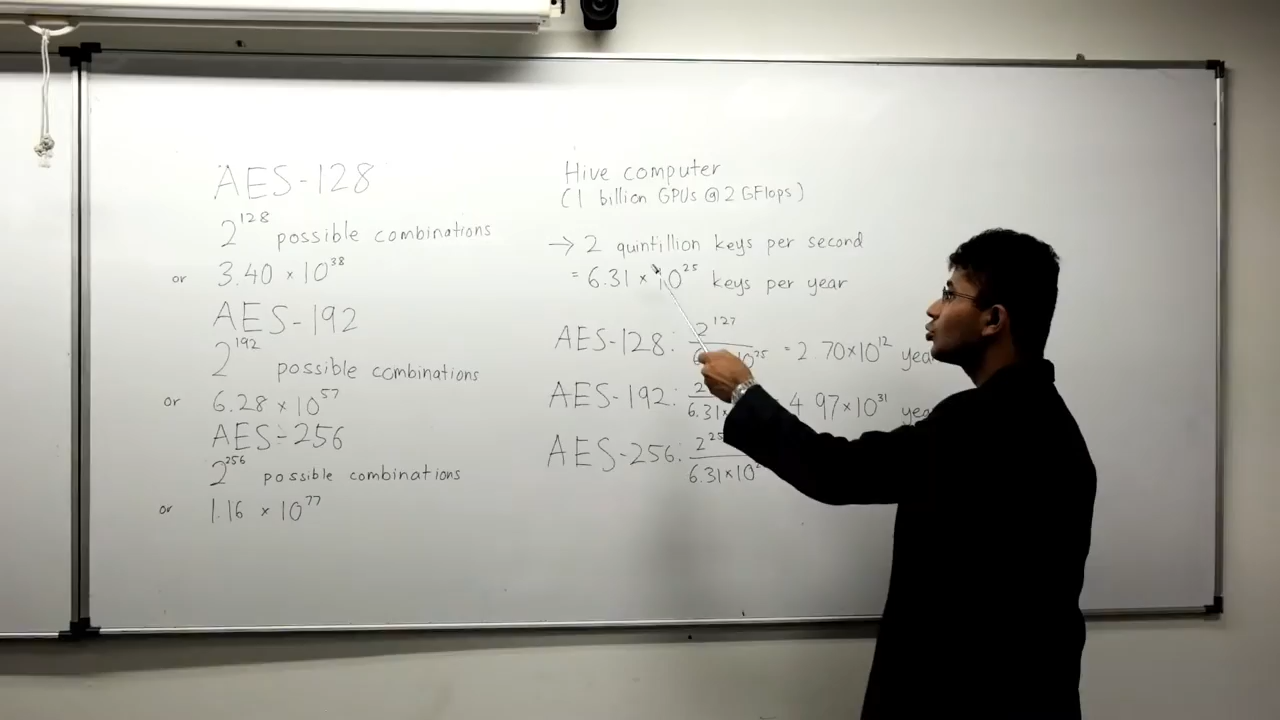 AES-128
2^128 possible combinations
or 3.40 × 10^38
AES-192
2^192 possible combinations
or 6.28 × 10^57
AES-256
2^256 possible combinations
or 1.16 × 10^77
Hive computer
(1 billion GPUs @ 2 GFlops)
→ 2 quintillion keys per second
= 6.31 × 10^25 keys per year
AES-128: 2^127 / = 2.70×10^12
AES-192: 4.97×10^31
AES-256: 6.31×10